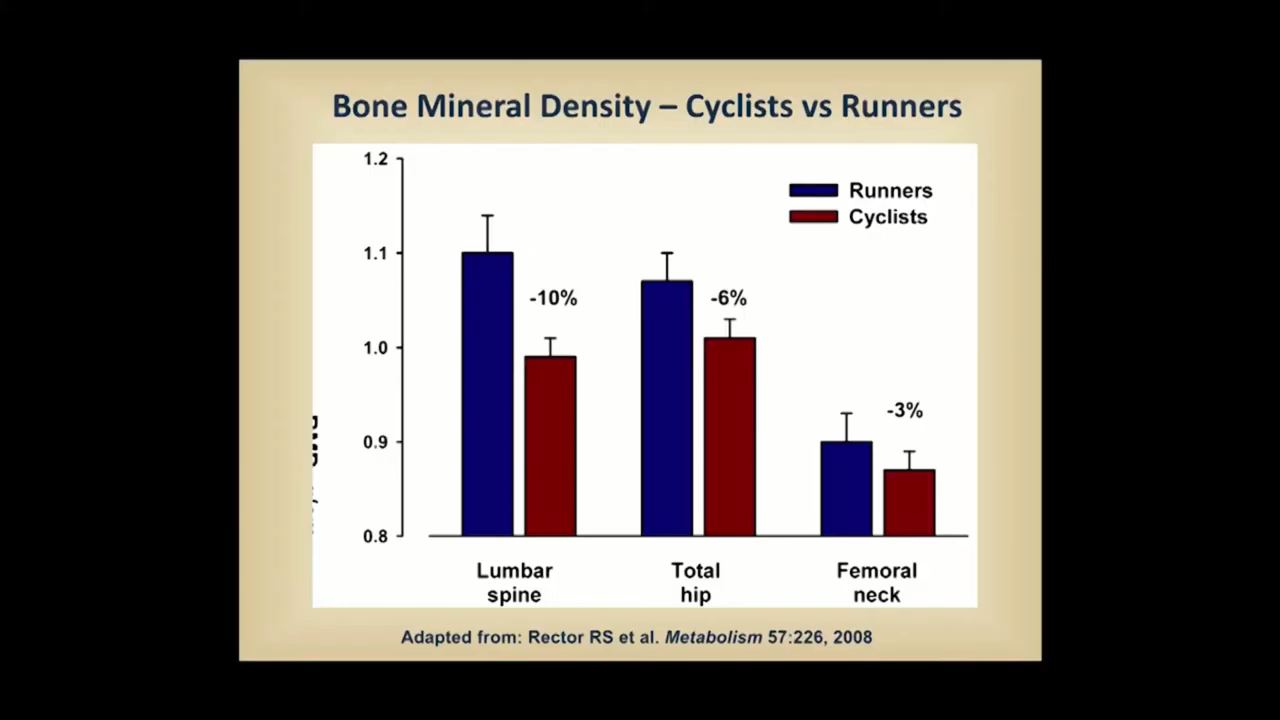 Bone Mineral Density – Cyclists vs Runners
1.2
1.1
1.0
0.9
0.8
Runners
Cyclists
-10%
-6%
-3%
Lumbar spine
Total hip
Femoral neck
Adapted from: Rector RS et al. Metabolism 57:226, 2008